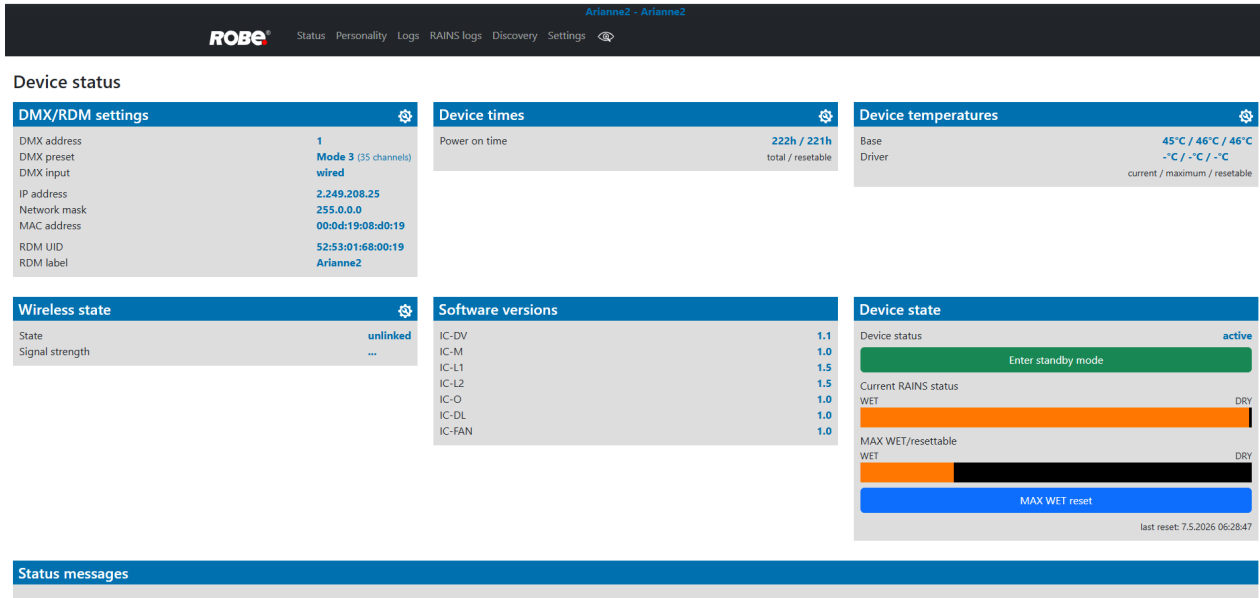 Arianne2 - Arianne2
ROBE® Status Personality Logs RAINS logs Discovery Settings
Device status
DMX/RDM settings
DMX address 1
DMX preset Mode 3 (35 channels)
DMX input wired
IP address 2.249.208.25
Network mask 255.0.0.0
MAC address 00:0d:19:08:d0:19
RDM UID 52:53:01:68:00:19
RDM label Arianne2
Device times
Power on time 222h / 221h
total / resetable
Device temperatures
Base 45°C / 46°C / 46°C
Driver -°C / -°C / -°C
current / maximum / resetable
Wireless state
State unlinked
Signal strength ...
Software versions
IC-DV 1.1
IC-M 1.0
IC-L1 1.5
IC-L2 1.5
IC-O 1.0
IC-DL 1.0
IC-FAN 1.0
Device state
Device status active
Enter standby mode
Current RAINS status
WET DRY
MAX WET/resettable
WET DRY
MAX WET reset
last reset: 7.5.2026 06:28:47
Status messages